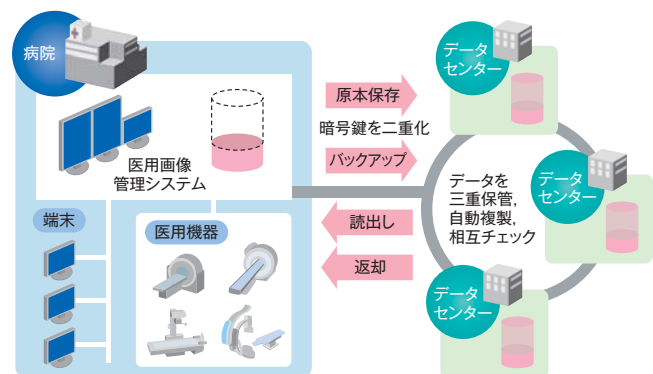 病院
医用画像
管理システム
端末
医用機器
原本保存
暗号鍵を二重化
バックアップ
読出し
返却
データ
センター
データを
三重保管,
自動複製,
相互チェック
データ
センター
データ
センター